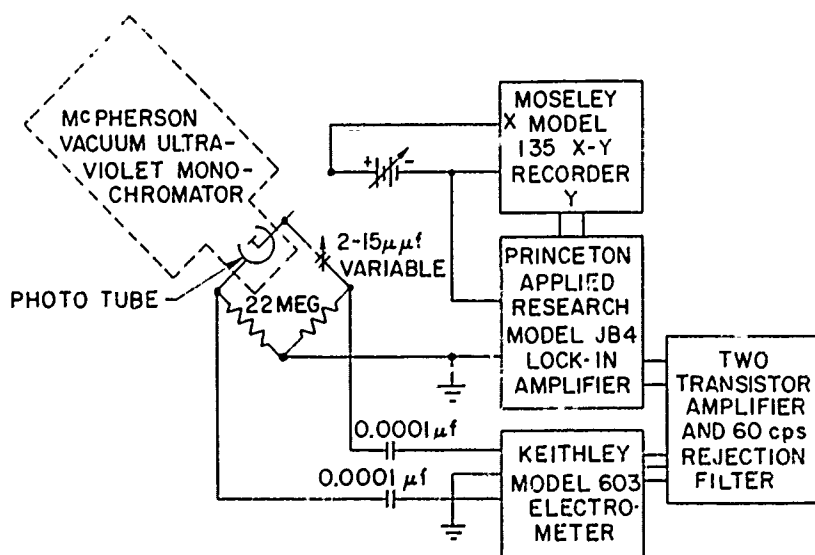 McPHERSON
VACUUM ULTRA-
VIOLET MONO-
CHROMATOR
PHOTO TUBE
2-15μμf
VARIABLE
22 MEG
+ -
MOSELEY
X MODEL
135 X-Y
RECORDER
Y
PRINCETON
APPLIED
RESEARCH
MODEL JB4
LOCK-IN
AMPLIFIER
TWO
TRANSISTOR
AMPLIFIER
AND 60 cps
REJECTION
FILTER
0.0001μf
0.0001 μf
KEITHLEY
MODEL 603
ELECTRO-
METER